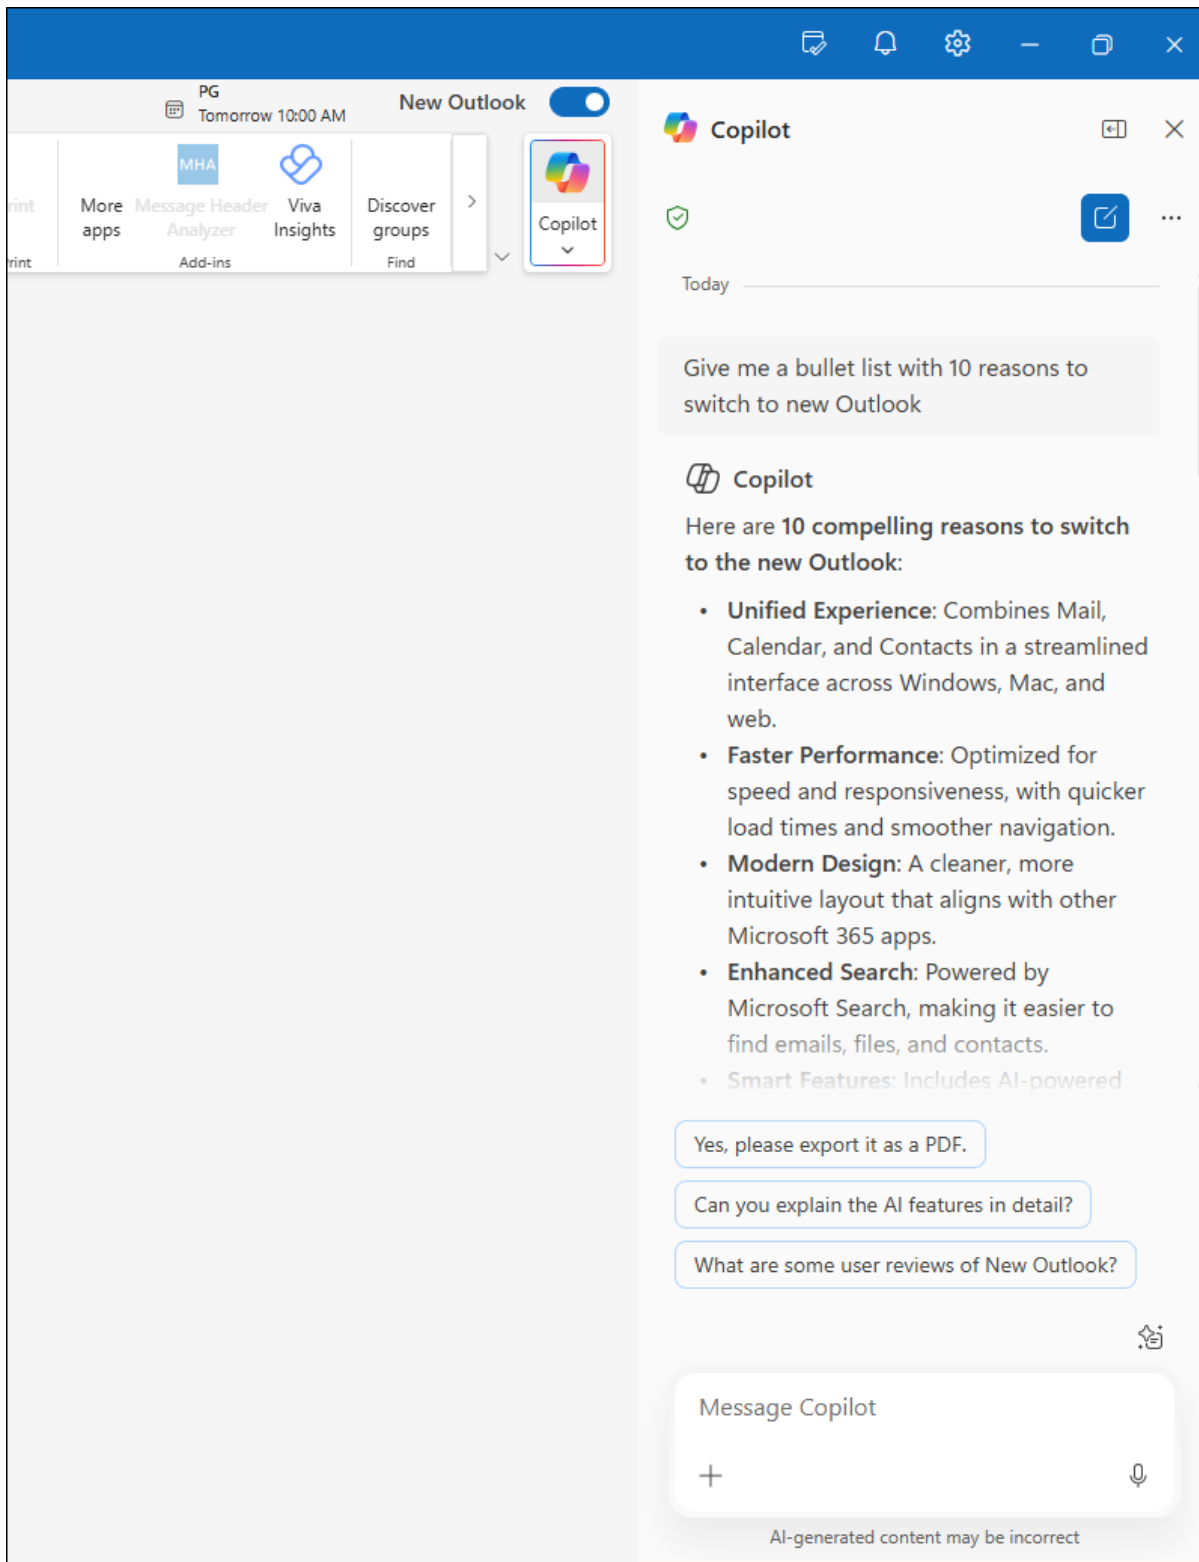 PG
Tomorrow 10:00 AM
New Outlook
MHA
More apps
Message Header Analyzer
Viva Insights
Discover groups
Copilot
rint
rint
Add-ins
Find
Copilot
Today
Give me a bullet list with 10 reasons to
switch to new Outlook
Copilot
Here are 10 compelling reasons to switch
to the new Outlook:
• Unified Experience: Combines Mail,
Calendar, and Contacts in a streamlined
interface across Windows, Mac, and
web.
• Faster Performance: Optimized for
speed and responsiveness, with quicker
load times and smoother navigation.
• Modern Design: A cleaner, more
intuitive layout that aligns with other
Microsoft 365 apps.
• Enhanced Search: Powered by
Microsoft Search, making it easier to
find emails, files, and contacts.
• Smart Features: Includes AI-powered
Yes, please export it as a PDF.
Can you explain the AI features in detail?
What are some user reviews of New Outlook?
Message Copilot
AI-generated content may be incorrect